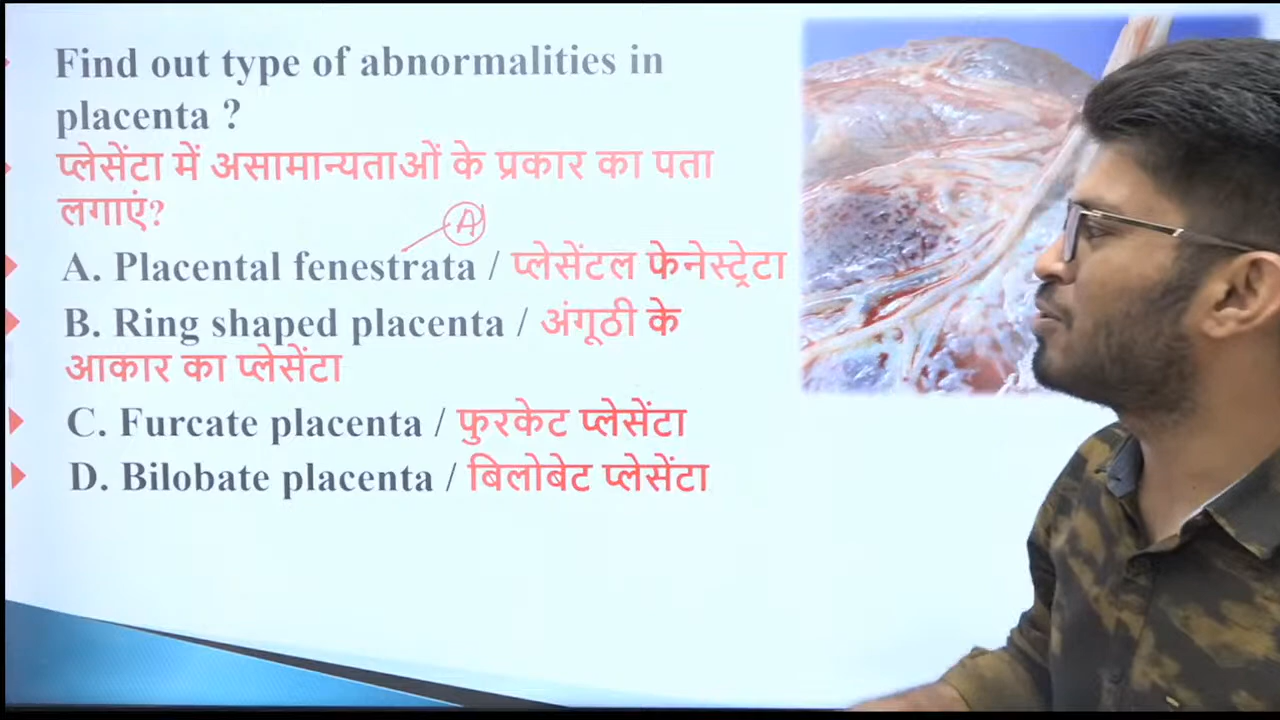 Find out type of abnormalities in
placenta ?
प्लेसेंटा में असामान्यताओं के प्रकार का पता
लगाएं?
A
A. Placental fenestrata / प्लेसेंटल फेनेस्ट्रेटा
B. Ring shaped placenta / अंगूठी के
आकार का प्लेसेंटा
C. Furcate placenta / फुरकेट प्लेसेंटा
D. Bilobate placenta / बिलोबेट प्लेसेंटा